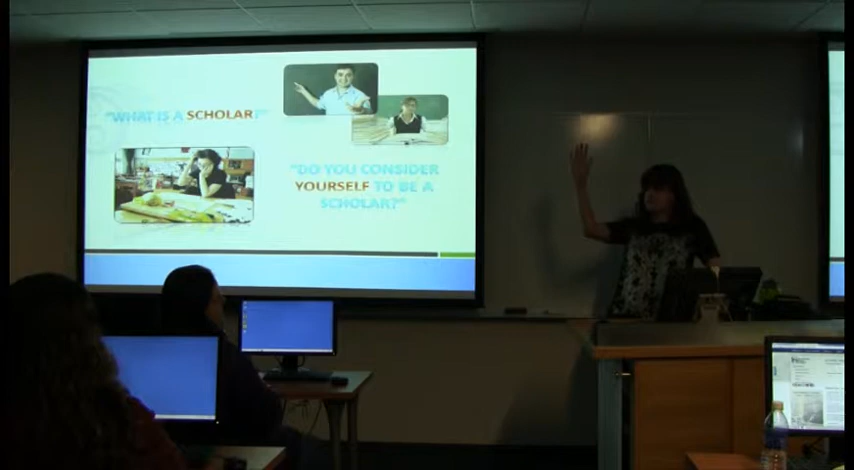 "WHAT IS A SCHOLAR?"
"DO YOU CONSIDER
YOURSELF TO BE A
SCHOLAR?"